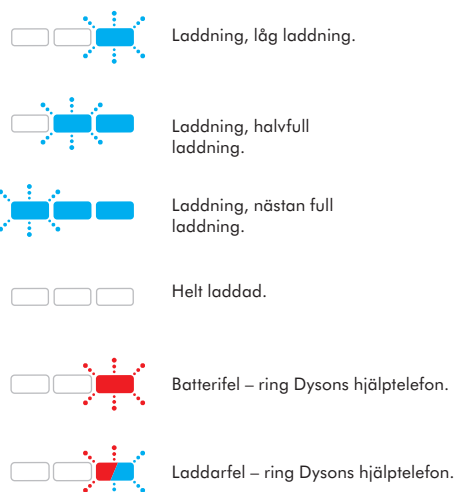 Laddning, låg laddning.
Laddning, halvfull
laddning.
Laddning, nästan full
laddning.
Helt laddad.
Batterifel – ring Dysons hjälptelefon.
Laddarfel – ring Dysons hjälptelefon.